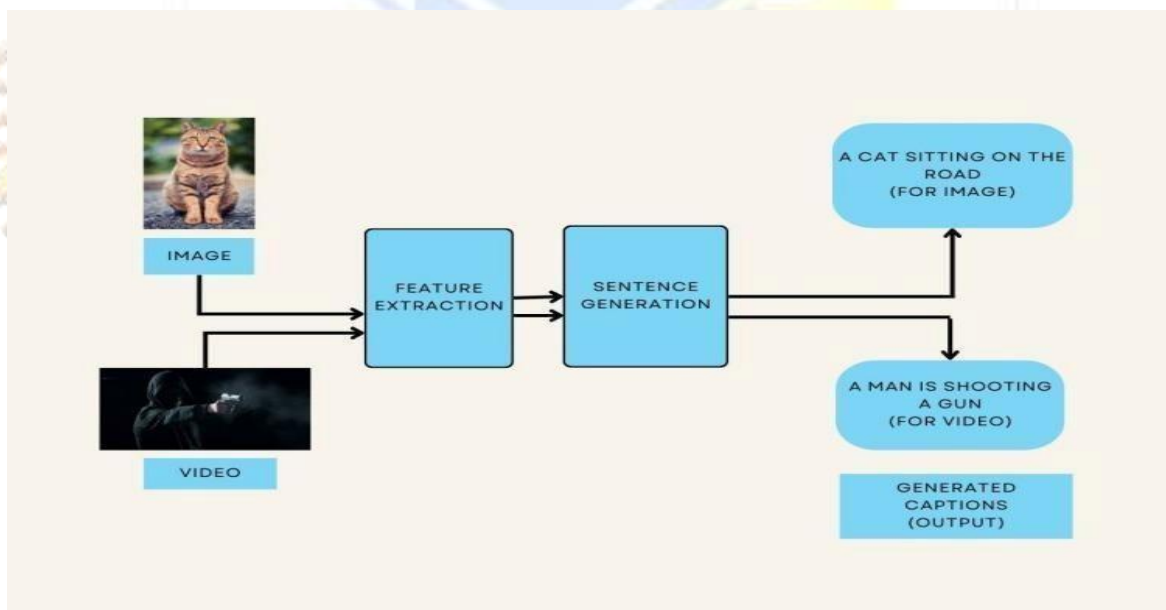 IMAGE
VIDEO
FEATURE
EXTRACTION
SENTENCE
GENERATION
A CAT SITTING ON THE
ROAD
(FOR IMAGE)
A MAN IS SHOOTING
A GUN
(FOR VIDEO)
GENERATED
CAPTIONS
(OUTPUT)